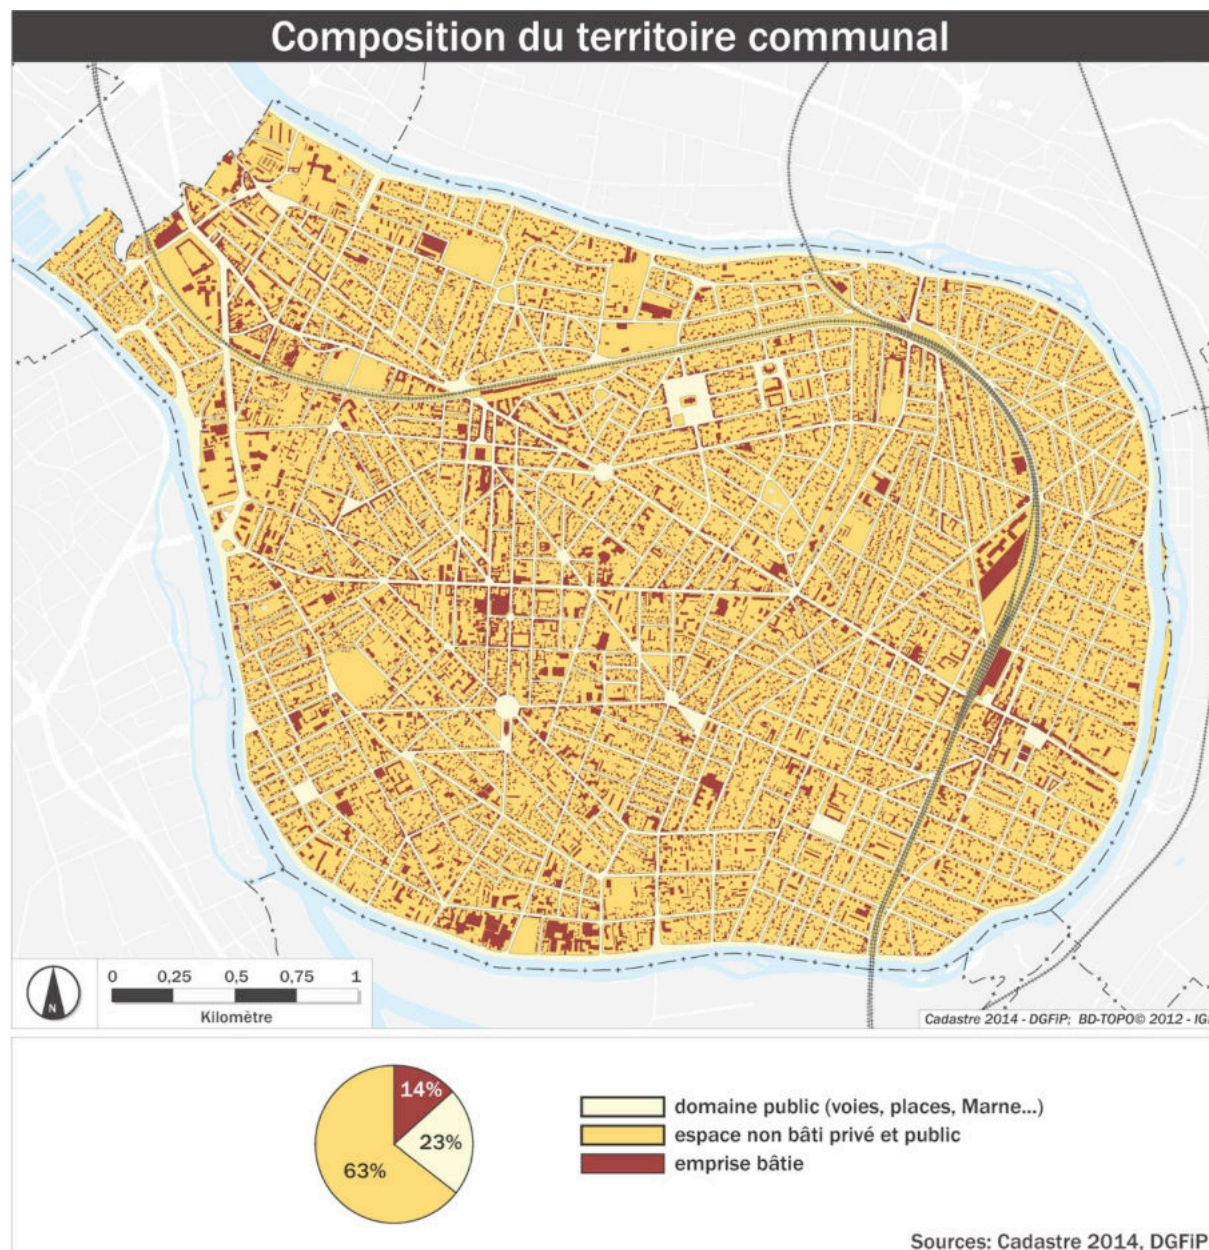 Composition du territoire communal
N
0 0,25 0,5 0,75 1
Kilomètre
Cadastre 2014 - DGFiP; BD-TOPO© 2012 - IG
14%
23%
63%
domaine public (voies, places, Marne...)
espace non bâti privé et public
emprise bâtie
Sources: Cadastre 2014, DGFiP